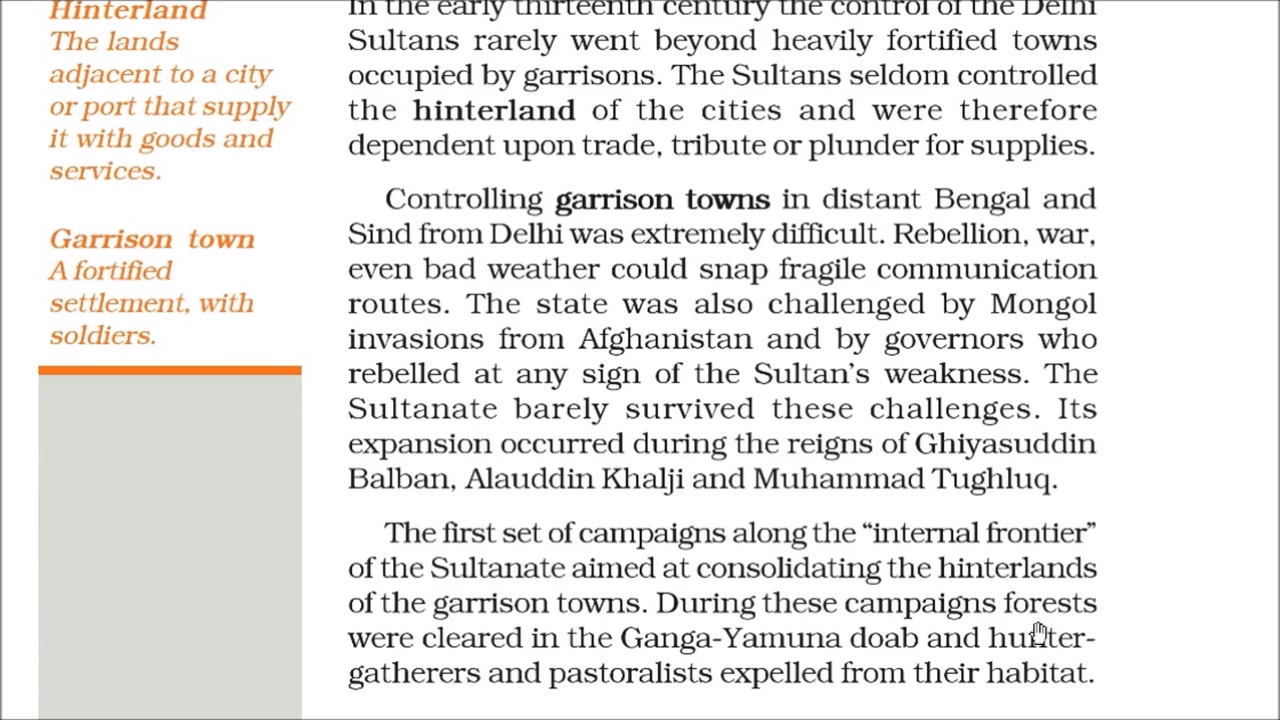 Hinterland
The lands
adjacent to a city
or port that supply
it with goods and
services.
Garrison town
A fortified
settlement, with
soldiers.
In the early thirteenth century the control of the Delhi
Sultans rarely went beyond heavily fortified towns
occupied by garrisons. The Sultans seldom controlled
the hinterland of the cities and were therefore
dependent upon trade, tribute or plunder for supplies.
Controlling garrison towns in distant Bengal and
Sind from Delhi was extremely difficult. Rebellion, war,
even bad weather could snap fragile communication
routes. The state was also challenged by Mongol
invasions from Afghanistan and by governors who
rebelled at any sign of the Sultan's weakness. The
Sultanate barely survived these challenges. Its
expansion occurred during the reigns of Ghiyasuddin
Balban, Alauddin Khalji and Muhammad Tughluq.
The first set of campaigns along the “internal frontier”
of the Sultanate aimed at consolidating the hinterlands
of the garrison towns. During these campaigns forests
were cleared in the Ganga-Yamuna doab and hunter-
gatherers and pastoralists expelled from their habitat.